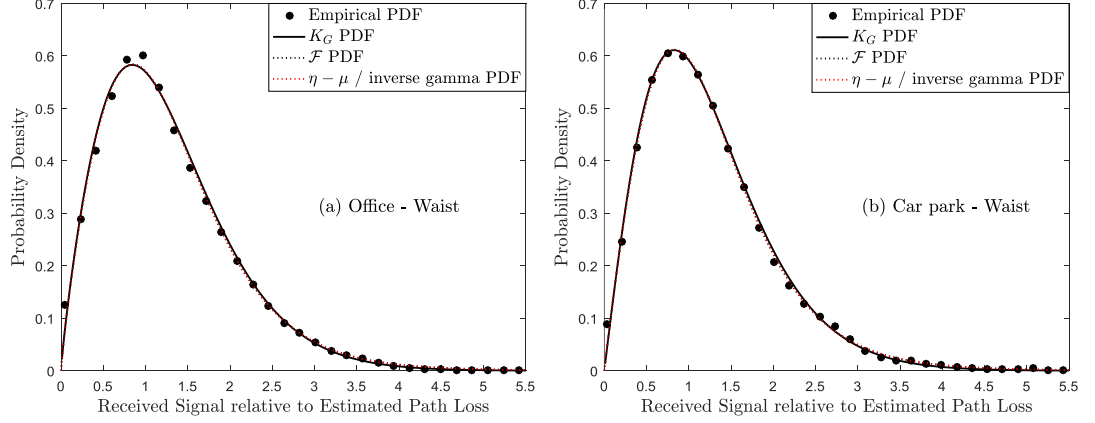 0.7
0.6
0.5
0.4
0.3
0.2
0.1
0
Probability Density
Empirical PDF
K_G PDF
ℱ PDF
η − μ / inverse gamma PDF
(a) Office - Waist
0 0.5 1 1.5 2 2.5 3 3.5 4 4.5 5 5.5
Received Signal relative to Estimated Path Loss
0.7
0.6
0.5
0.4
0.3
0.2
0.1
0
Probability Density
Empirical PDF
K_G PDF
ℱ PDF
η − μ / inverse gamma PDF
(b) Car park - Waist
0 0.5 1 1.5 2 2.5 3 3.5 4 4.5 5 5.5
Received Signal relative to Estimated Path Loss